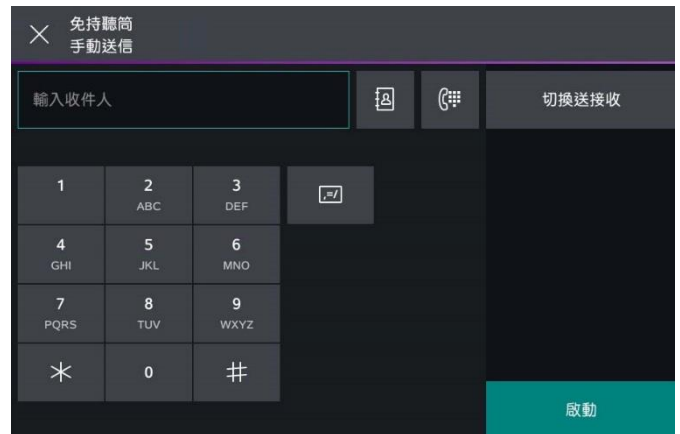 免持聽筒
手動送信
輸入收件人
切換送接收
1 2 3
ABC DEF
,=/
4 5 6
GHI JKL MNO
7 8 9
PQRS TUV WXYZ
* 0 #
啟動